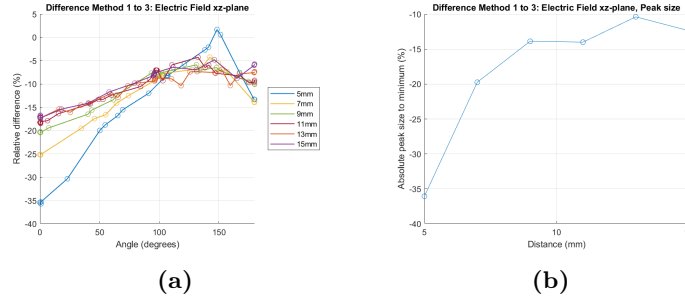 Difference Method 1 to 3: Electric Field xz-plane
5
0
-5
-10
-15
-20
-25
-30
-35
-40
Relative difference (%)
0
50
100
150
Angle (degrees)
5mm
7mm
9mm
11mm
13mm
15mm
(a)
Difference Method 1 to 3: Electric Field xz-plane, Peak size
-10
-15
-20
-25
-30
-35
-40
Absolute peak size to minimum (%)
5
10
Distance (mm)
(b)